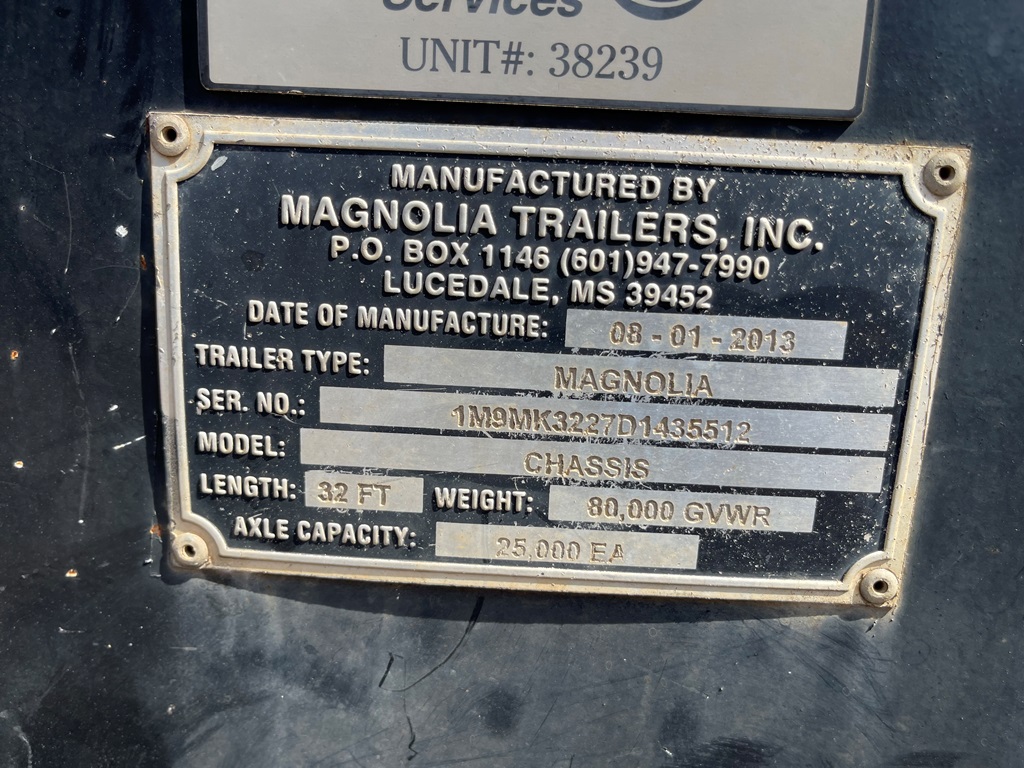 Services
UNIT#: 38239
MANUFACTURED BY
MAGNOLIA TRAILERS, INC.
P.O. BOX 1146 (601)947-7990
LUCEDALE, MS 39452
DATE OF MANUFACTURE: 08 - 01 - 2013
TRAILER TYPE: MAGNOLIA
SER. NO.: 1M9MK3227D1435512
MODEL: CHASSIS
LENGTH: 32 FT WEIGHT: 80,000 GVWR
AXLE CAPACITY: 25,000 EA